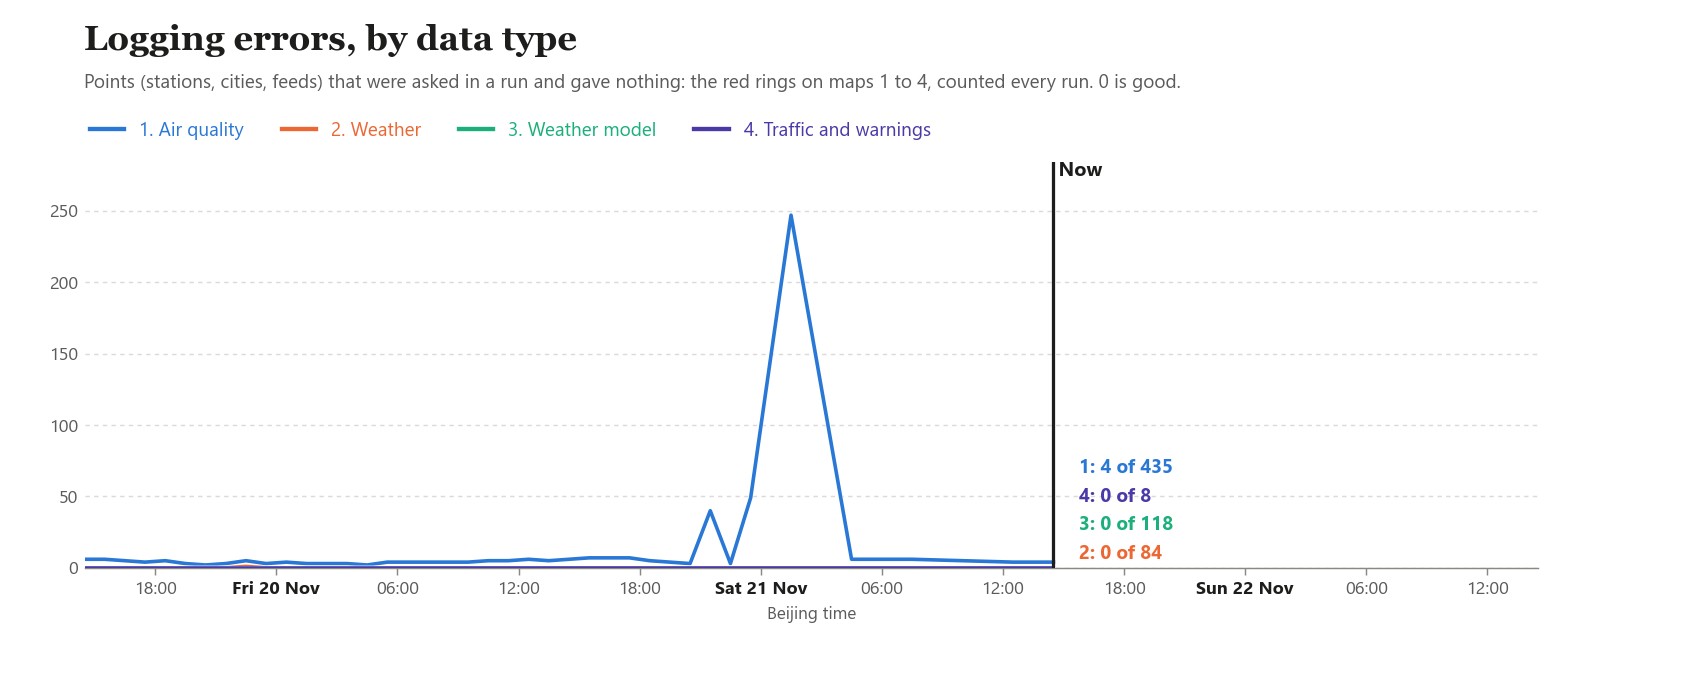 Logging errors, by data type
Points (stations, cities, feeds) that were asked in a run and gave nothing: the red rings on maps 1 to 4, counted every run. 0 is good.
1. Air quality 2. Weather 3. Weather model 4. Traffic and warnings
Now
250
200
150
100
50
0
1: 4 of 435
4: 0 of 8
3: 0 of 118
2: 0 of 84
18:00 Fri 20 Nov 06:00 12:00 18:00 Sat 21 Nov 06:00 12:00 18:00 Sun 22 Nov 06:00 12:00
Beijing time